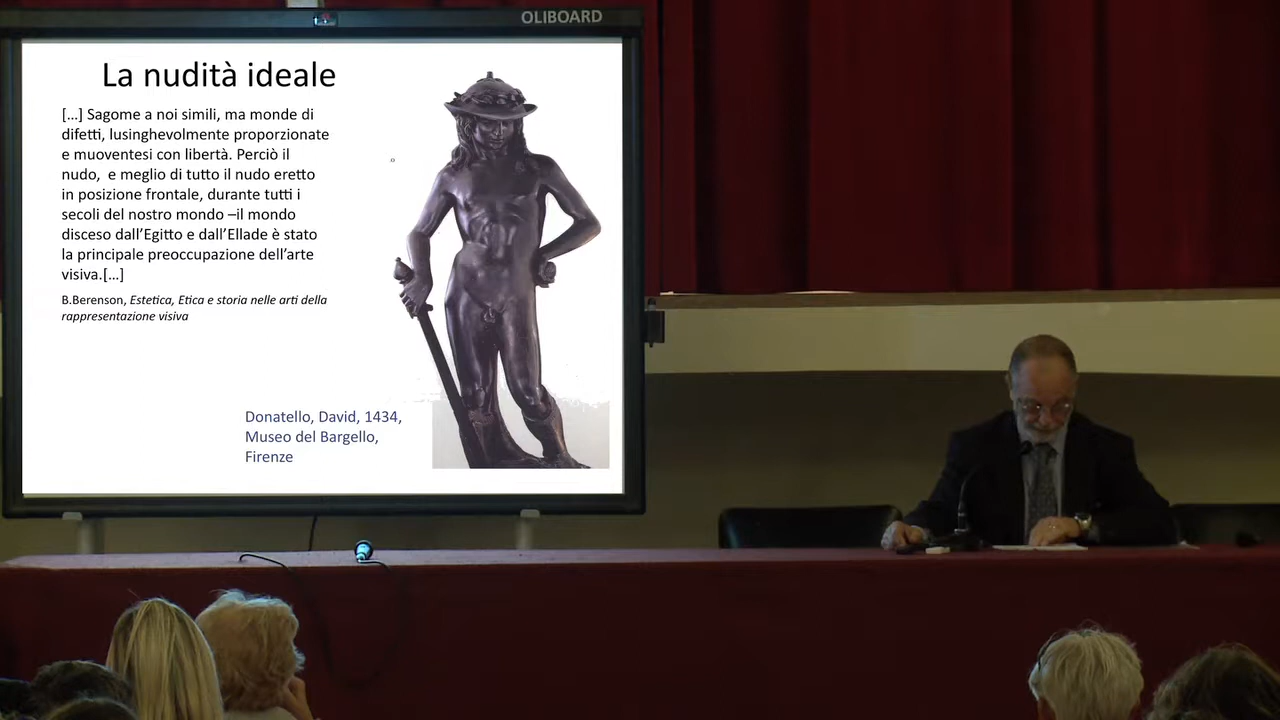 OLIBOARD
La nudità ideale
[...] Sagome a noi simili, ma monde di
difetti, lusinghevolmente proporzionate
e muoventesi con libertà. Perciò il
nudo,  e meglio di tutto il nudo eretto
in posizione frontale, durante tutti i
secoli del nostro mondo –il mondo
disceso dall'Egitto e dall'Ellade è stato
la principale preoccupazione dell'arte
visiva.[...]
B.Berenson, Estetica, Etica e storia nelle arti della
rappresentazione visiva
Donatello, David, 1434,
Museo del Bargello,
Firenze